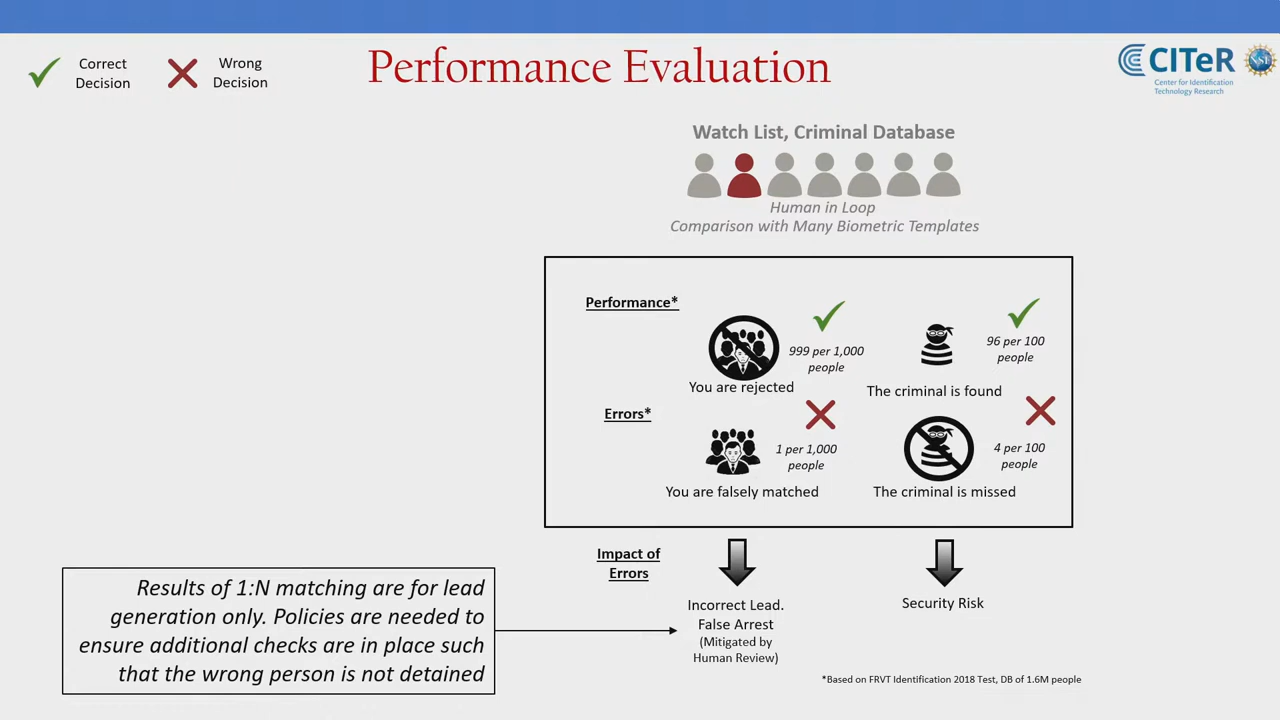 Correct
Decision
Wrong
Decision
Performance Evaluation
CITeR
Center for Identification
Technology Research
NSF
Watch List, Criminal Database
Human in Loop
Comparison with Many Biometric Templates
Performance*
999 per 1,000
people
You are rejected
96 per 100
people
The criminal is found
Errors*
1 per 1,000
people
You are falsely matched
4 per 100
people
The criminal is missed
Impact of
Errors
Incorrect Lead.
False Arrest
(Mitigated by
Human Review)
Security Risk
Results of 1:N matching are for lead
generation only. Policies are needed to
ensure additional checks are in place such
that the wrong person is not detained
*Based on FRVT Identification 2018 Test, DB of 1.6M people